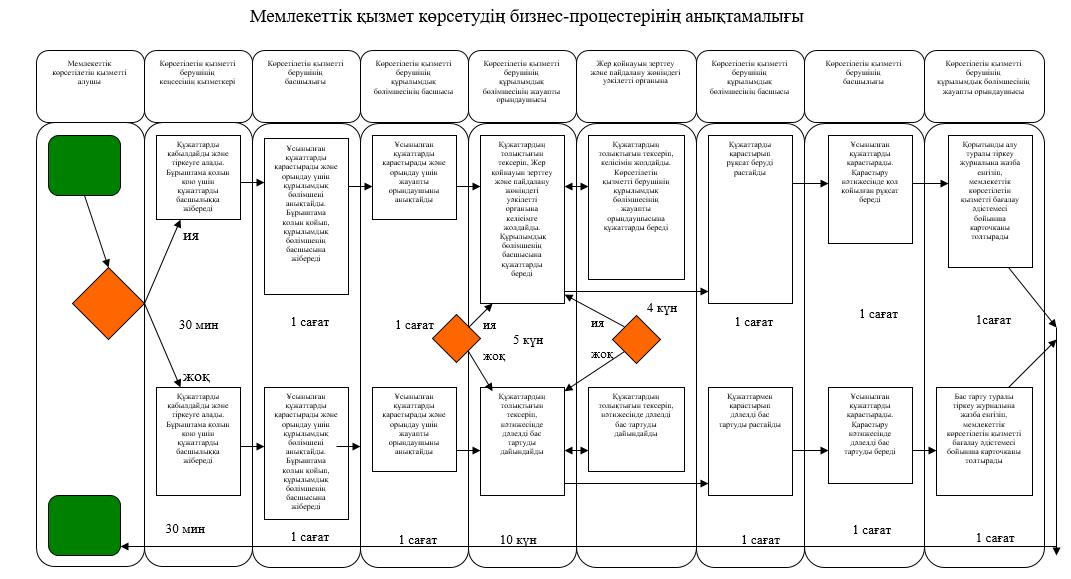 Мемлекеттік қызмет көрсетудің бизнес-процестерінің анықтамалығы
Мемлекеттік
көрсетілетін қызметті
алушы
Көрсетілетін қызметті
берушінің
кеңсесінің қызметкері
Көрсетілетін қызметті
берушінің
басшылығы
Көрсетілетін қызметті
берушінің
құрылымдық
бөлімшесінің басшысы
Көрсетілетін қызметті
берушінің
құрылымдық
бөлімшесінің жауапты
орындаушысы
Жер қойнауын зерттеу
және пайдалану жөніндегі
уәкілетті органына
Көрсетілетін қызметті
берушінің
құрылымдық
бөлімшесінің басшысы
Көрсетілетін қызметті
берушінің
басшылығы
Көрсетілетін қызметті
берушінің
құрылымдық бөлімшесінің
жауапты орындаушысы
Құжаттарды
қабылдайды және
тіркеуге алады.
Бұрыштама қолын
қою үшін
құжаттарды
басшылыққа
жібереді
Ұсынылған
құжаттарды
қарастырады және
орындау үшін
құрылымдық
бөлімшені
анықтайды.
Бұрыштама
қолын қойып,
құрылымдық
бөлімшенің
басшысына
жібереді
Ұсынылған
құжаттарды
қарастырады және
орындау үшін
жауапты
орындаушыны
анықтайды
Құжаттардың
толықтығын
тексеріп, Жер
қойнауын зерттеу
және пайдалану
жөніндегі
уәкілетті
органына
келісімге
жолдайды.
Құрылымдық
бөлімшенің
басшысына
құжаттарды
береді
Құжаттардың
толықтығын тексеріп,
келісімін жолдайды.
Көрсетілетін
қызметті берушінің
құрылымдық
бөлімшесінің
жауапты
орындаушысына
құжаттарды береді
Құжаттарды
қарастырып
рұқсат беруді
растайды
Ұсынылған
құжаттарды
қарастырады.
Қарастыру
нәтижесінде қол
қойылған рұқсат
береді
Қорытынды алу
туралы тіркеу
журналына жазба
енгізіп,
мемлекеттік
көрсетілетін
қызметті бағалау
әдістемесі
бойынша
карточканы
толтырады
ия
30 мин
1 сағат
1 сағат
ия
5 күн
жоқ
ия
жоқ
4 күн
1 сағат
1 сағат
1сағат
жоқ
Құжаттарды
қабылдайды және
тіркеуге алады.
Бұрыштама қолын
қою үшін
құжаттарды
басшылыққа
жібереді
Ұсынылған
құжаттарды
қарастырады және
орындау үшін
құрылымдық
бөлімшені
анықтайды.
Бұрыштама
қолын қойып,
құрылымдық
бөлімшенің
басшысына
жібереді
Ұсынылған
құжаттарды
қарастырады және
орындау үшін
жауапты
орындаушыны
анықтайды
Құжаттардың
толықтығын
тексеріп,
нәтижесінде
дәлелді бас
тартуды
дайындайды
Құжаттардың
толықтығын тексеріп,
нәтижесінде дәлелді
бас тартуды
дайындайды
Құжаттармен
қарастырып
дәлелді бас
тартуды растайды
Ұсынылған
құжаттарды
қарастырады.
Қарастыру
нәтижесінде
дәлелді бас
тартуды береді
Бас тарту туралы
тіркеу журналына
жазба енгізіп,
мемлекеттік
көрсетілетін қызметті
бағалау әдістемесі
бойынша карточканы
толтырады
30 мин
1 сағат
1 сағат
10 күн
1 сағат
1 сағат
1 сағат